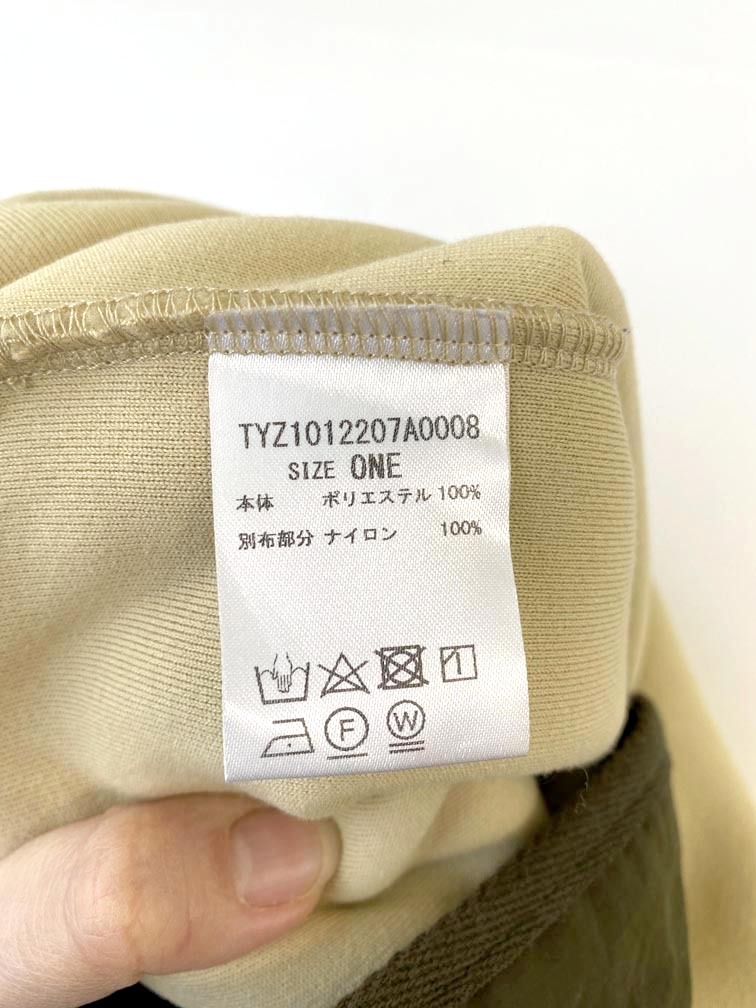 TYZ1012207A0008
SIZE ONE
本体 ポリエステル 100%
別布部分 ナイロン 100%
F W